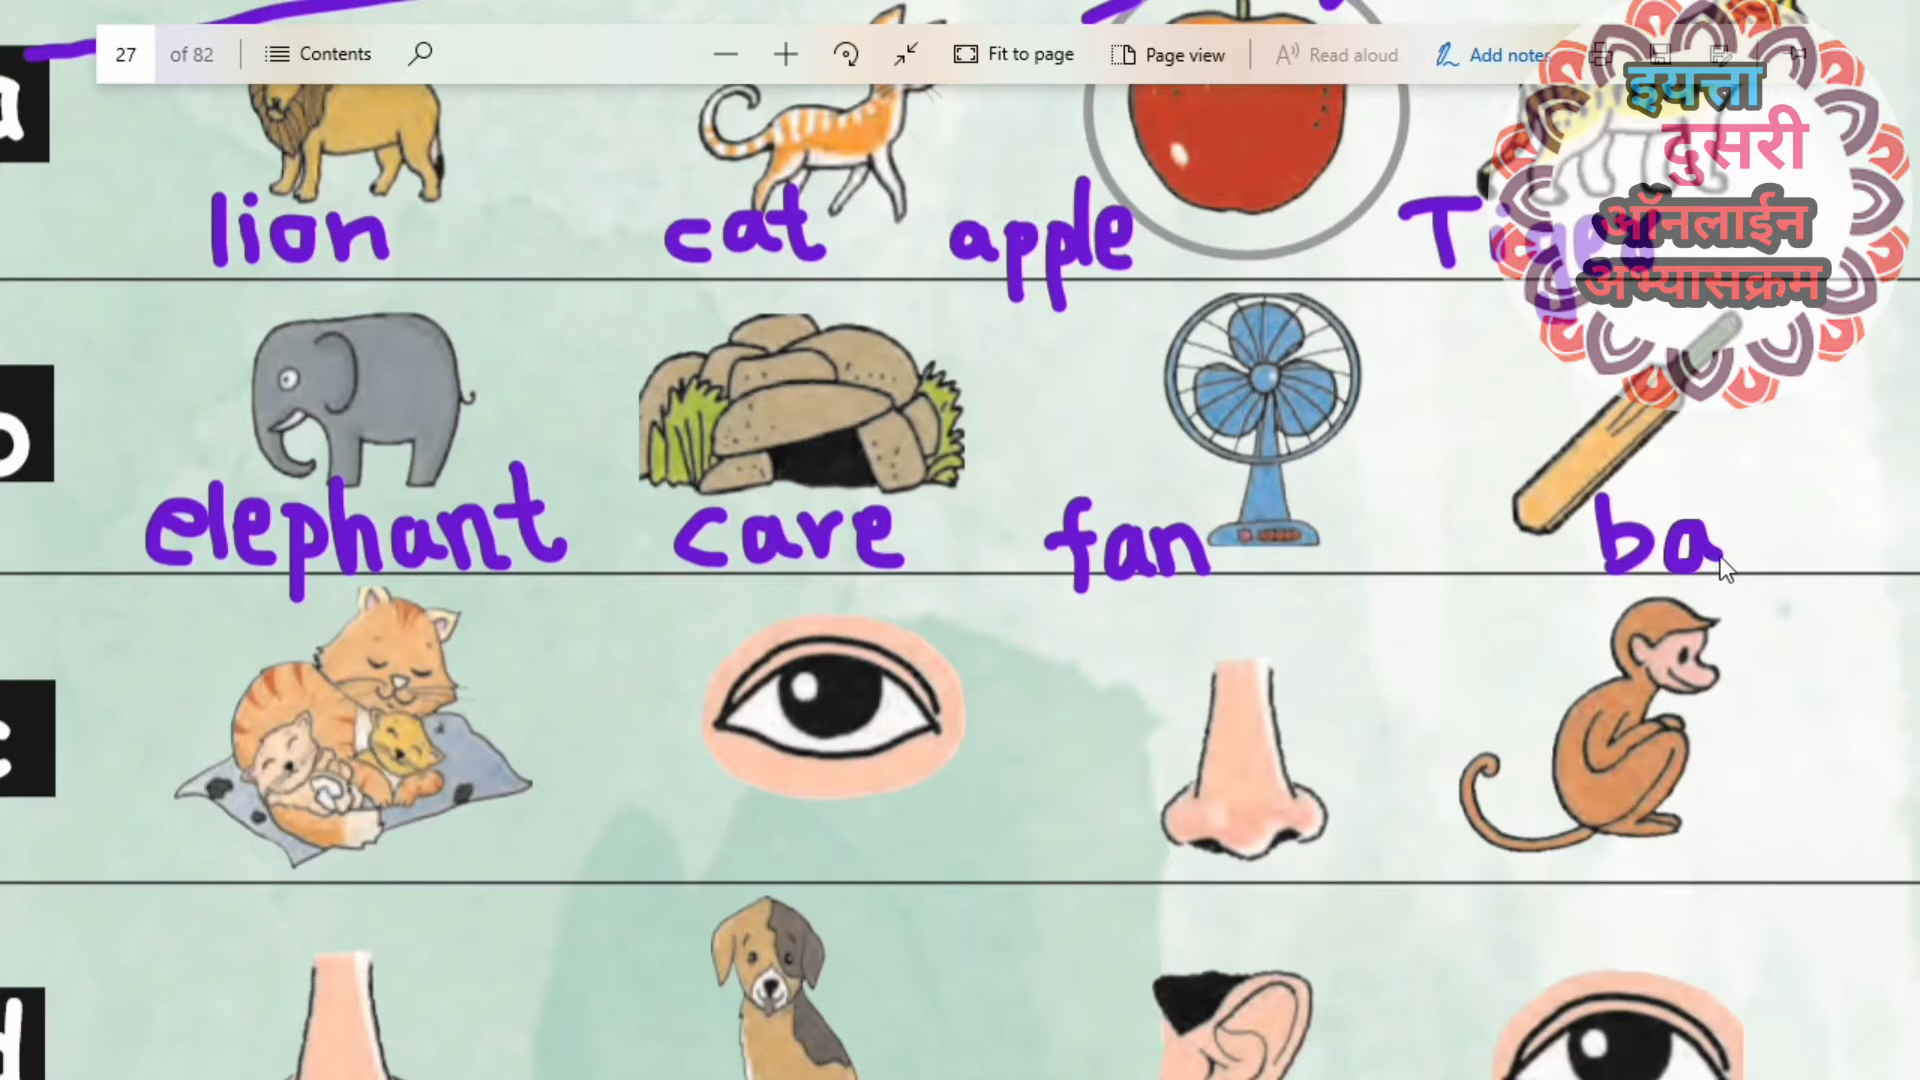 27 of 82 Contents Fit to page Page view Read aloud Add notes
इयत्ता
दुसरी
ऑनलाईन
अभ्यासक्रम
a
lion cat apple
b
elephant cave fan ba
c
d